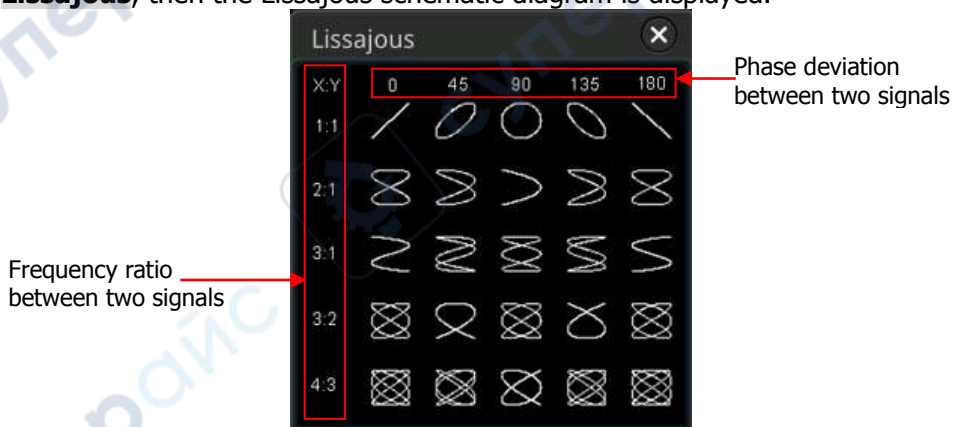 Lissajous, then the Lissajous schematic diagram is displayed.
Lissajous
X:Y 0 45 90 135 180
Phase deviation
between two signals
1:1
2:1
3:1
Frequency ratio
between two signals
3:2
4:3